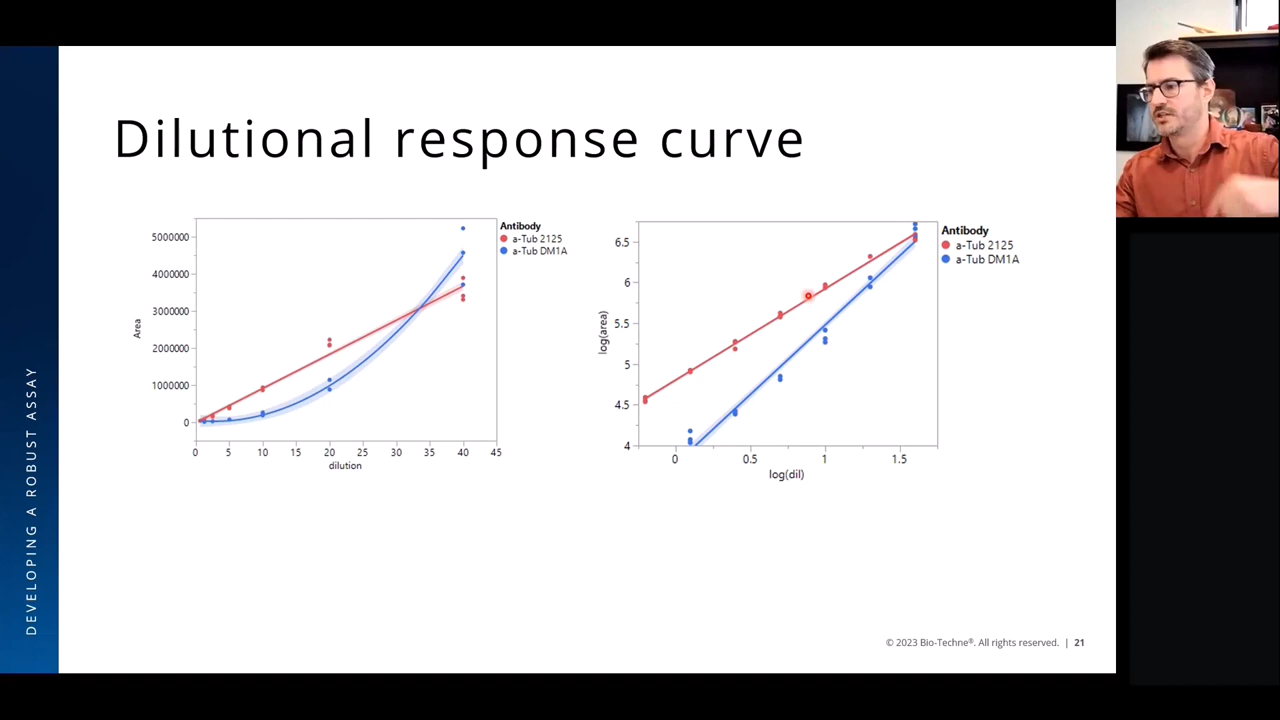 Dilutional response curve
Antibody
a-Tub 2125
a-Tub DM1A
5000000
4000000
3000000
2000000
1000000
0
Area
0 5 10 15 20 25 30 35 40 45
dilution
Antibody
a-Tub 2125
a-Tub DM1A
6.5
6
5.5
5
4.5
4
log(area)
0 0.5 1 1.5
log(dil)
DEVELOPING A ROBUST ASSAY
© 2023 Bio-Techne®. All rights reserved. | 21